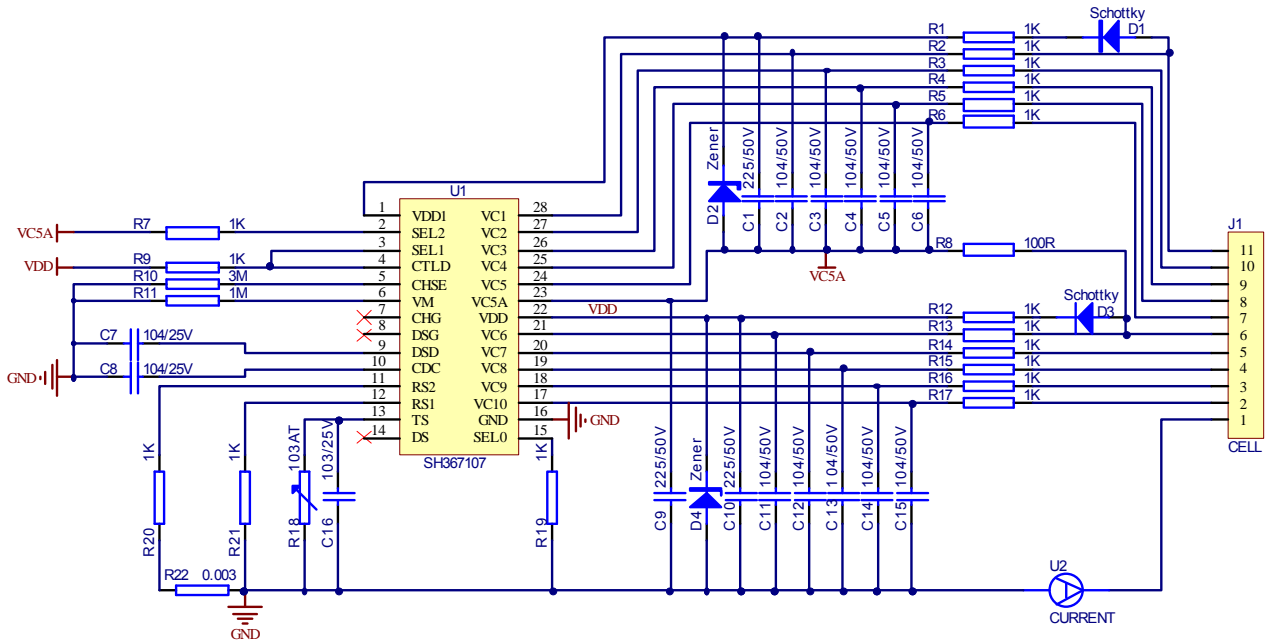 Schottky
R1 1K D1
R2 1K
R3 1K
R4 1K
R5 1K
R6 1K
Zener
225/50V
104/50V
104/50V
104/50V
104/50V
104/50V
D2
C1
C2
C3
C4
C5
C6
R8 100R
VC5A
U1
1 VDD1 VC1 28
2 SEL2 VC2 27
3 SEL1 VC3 26
4 CTLD VC4 25
5 CHSE VC5 24
6 VM VC5A 23
7 CHG VDD 22
8 DSG VC6 21
9 DSD VC7 20
10 CDC VC8 19
11 RS2 VC9 18
12 RS1 VC10 17
13 TS GND 16
14 DS SEL0 15
SH367107
VC5A R7 1K
VDD R9 1K
R10 3M
R11 1M
C7 104/25V
GND C8 104/25V
VDD
GND
Schottky
R12 1K D3
R13 1K
R14 1K
R15 1K
R16 1K
R17 1K
J1
11
10
9
8
7
6
5
4
3
2
1
CELL
1K
R20
1K
R21
103AT
R18
103/25V
C16
1K
R19
225/50V
C9
Zener
D4
225/50V
C10
104/50V
C11
104/50V
C12
104/50V
C13
104/50V
C14
104/50V
C15
R22 0.003
GND
U2
CURRENT